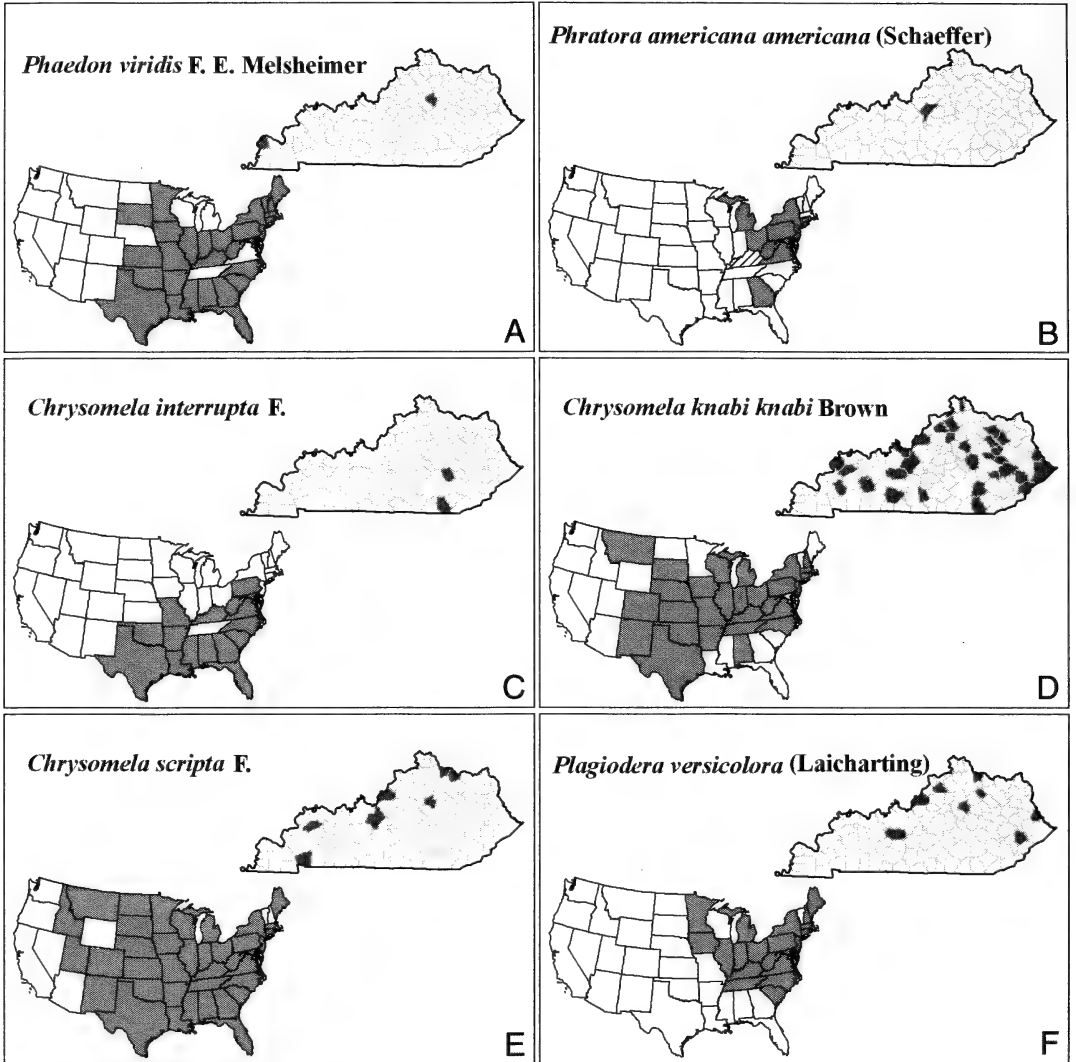 Phaedon viridis F. E. Melsheimer
A
Phratora americana americana (Schaeffer)
B
Chrysomela interrupta F.
C
Chrysomela knabi knabi Brown
D
Chrysomela scripta F.
E
Plagiodera versicolora (Laicharting)
F